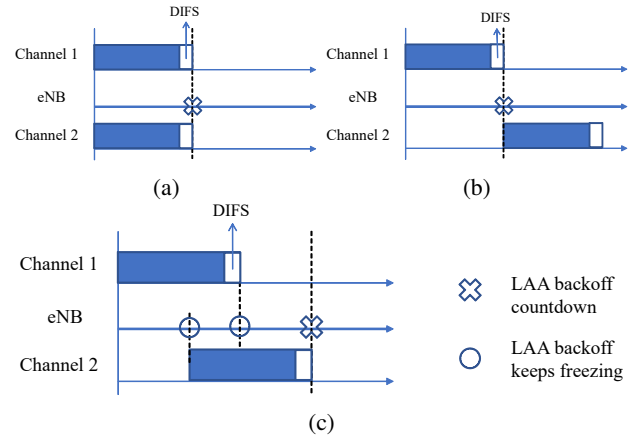 DIFS
Channel 1
eNB
Channel 2
(a)
DIFS
Channel 1
eNB
Channel 2
(b)
DIFS
Channel 1
eNB
Channel 2
LAA backoff
countdown
LAA backoff
keeps freezing
(c)